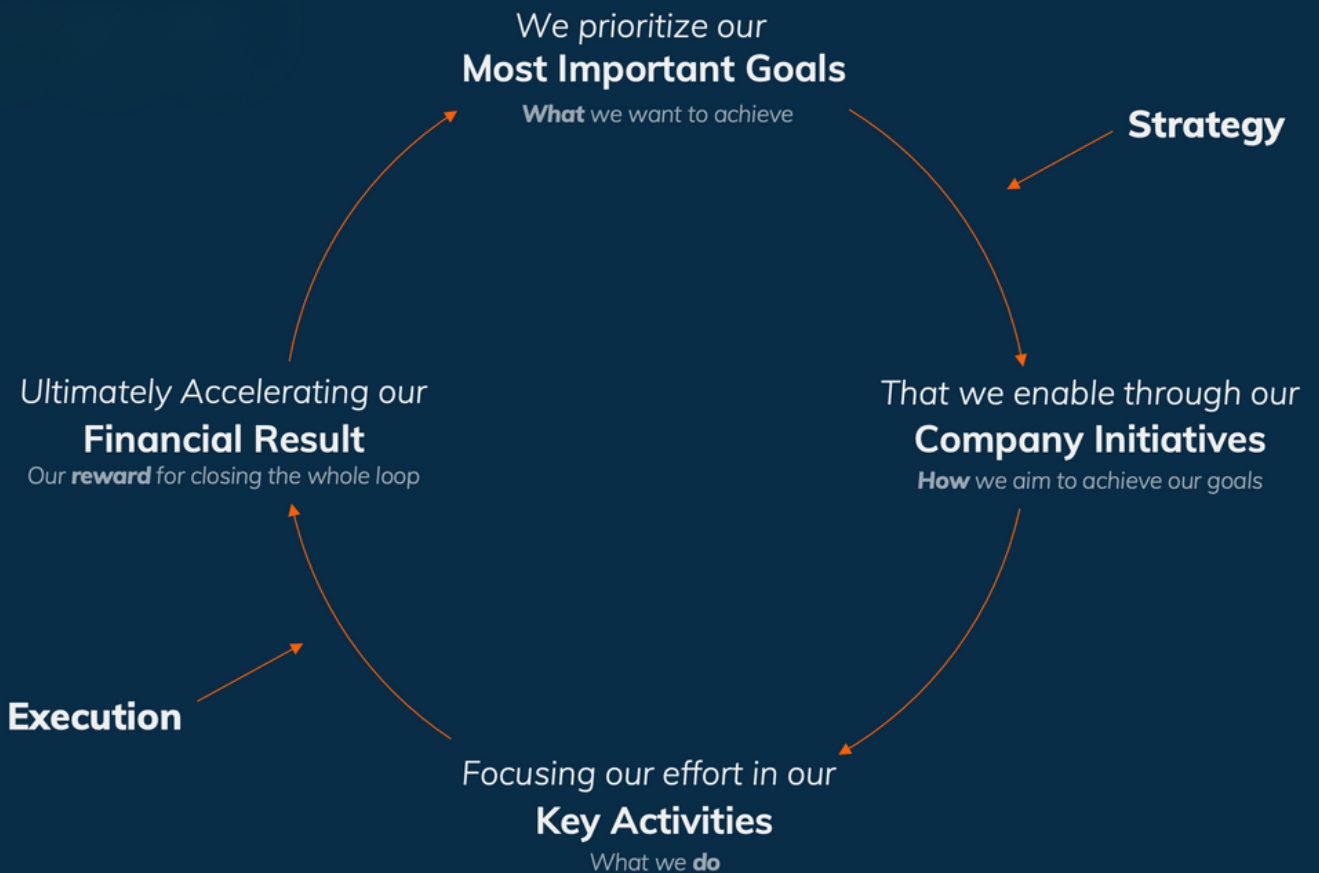 We prioritize our
Most Important Goals
What we want to achieve
Strategy
That we enable through our
Company Initiatives
How we aim to achieve our goals
Focusing our effort in our
Key Activities
What we do
Execution
Ultimately Accelerating our
Financial Result
Our reward for closing the whole loop